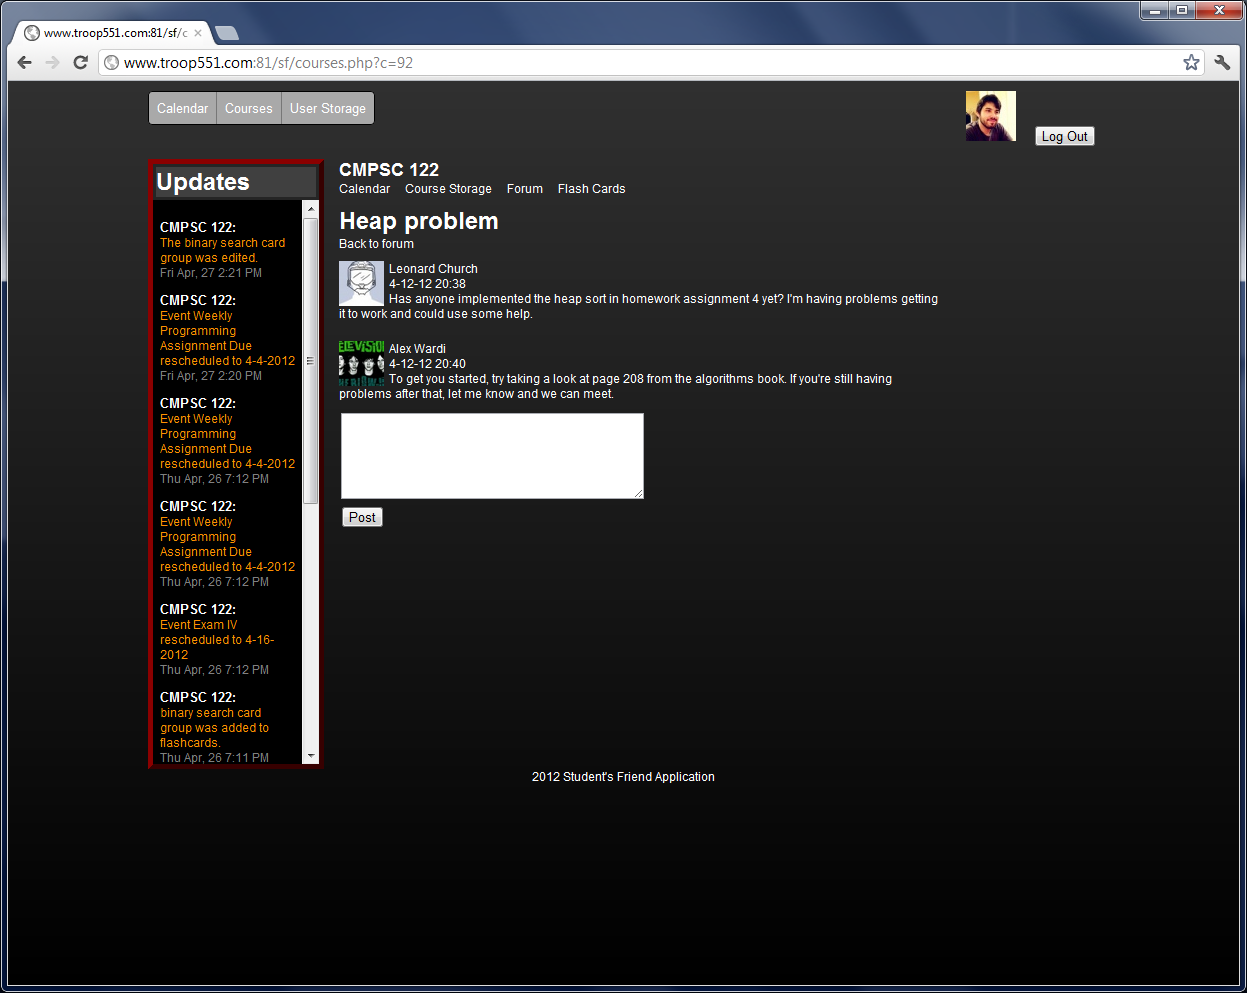 www.troop551.com:81/sf/c
www.troop551.com:81/sf/courses.php?c=92
Calendar Courses User Storage
Log Out
Updates
CMPSC 122:
The binary search card
group was edited.
Fri Apr, 27 2:21 PM
CMPSC 122:
Event Weekly
Programming
Assignment Due
rescheduled to 4-4-2012
Fri Apr, 27 2:20 PM
CMPSC 122:
Event Weekly
Programming
Assignment Due
rescheduled to 4-4-2012
Thu Apr, 26 7:12 PM
CMPSC 122:
Event Weekly
Programming
Assignment Due
rescheduled to 4-4-2012
Thu Apr, 26 7:12 PM
CMPSC 122:
Event Exam IV
rescheduled to 4-16-
2012
Thu Apr, 26 7:12 PM
CMPSC 122:
binary search card
group was added to
flashcards.
Thu Apr, 26 7:11 PM
CMPSC 122
Calendar Course Storage Forum Flash Cards
Heap problem
Back to forum
Leonard Church
4-12-12 20:38
Has anyone implemented the heap sort in homework assignment 4 yet? I'm having problems getting
it to work and could use some help.
Alex Wardi
4-12-12 20:40
To get you started, try taking a look at page 208 from the algorithms book. If you're still having
problems after that, let me know and we can meet.
Post
2012 Student's Friend Application